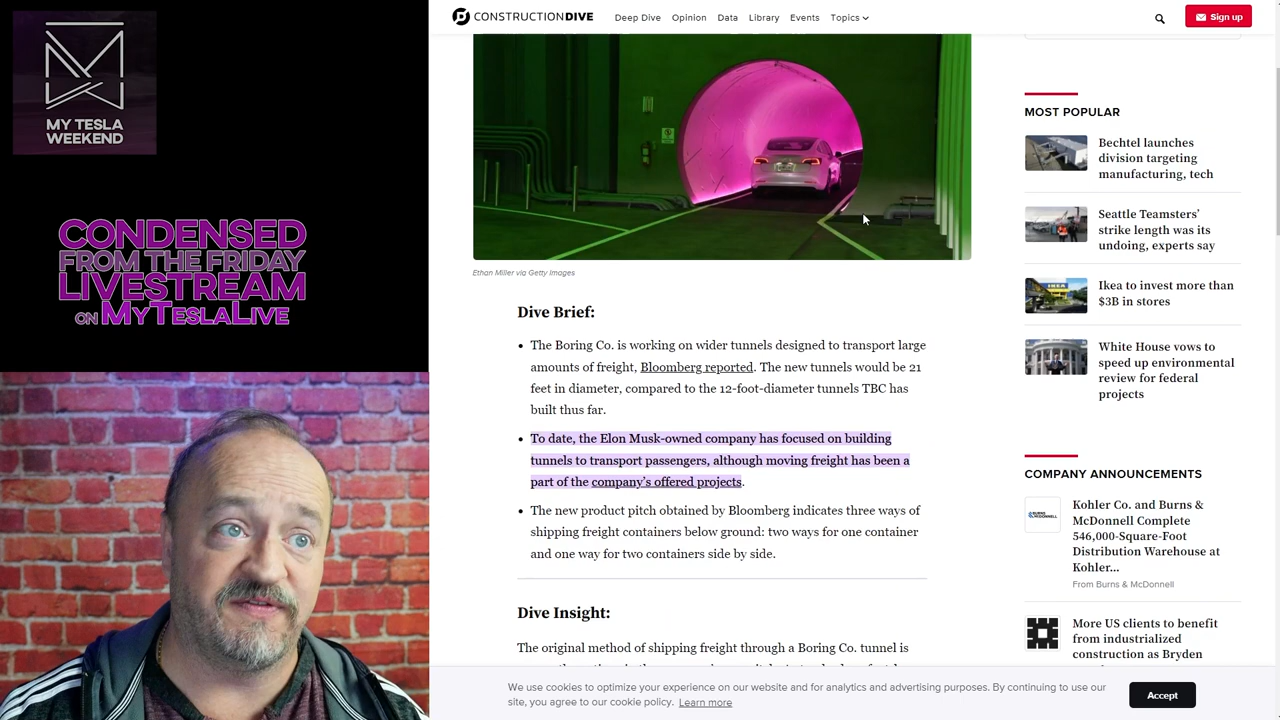 MY TESLA
WEEKEND
CONDENSED
FROM THE FRIDAY
LIVESTREAM
ON MYTESLALIVE
CONSTRUCTIONDIVE
Deep Dive
Opinion
Data
Library
Events
Topics
Sign up
Ethan Miller via Getty Images
Dive Brief:
• The Boring Co. is working on wider tunnels designed to transport large
amounts of freight, Bloomberg reported. The new tunnels would be 21
feet in diameter, compared to the 12-foot-diameter tunnels TBC has
built thus far.
• To date, the Elon Musk-owned company has focused on building
tunnels to transport passengers, although moving freight has been a
part of the company's offered projects.
• The new product pitch obtained by Bloomberg indicates three ways of
shipping freight containers below ground: two ways for one container
and one way for two containers side by side.
Dive Insight:
The original method of shipping freight through a Boring Co. tunnel is
MOST POPULAR
Bechtel launches
division targeting
manufacturing, tech
Seattle Teamsters'
strike length was its
undoing, experts say
Ikea to invest more than
$3B in stores
White House vows to
speed up environmental
review for federal
projects
COMPANY ANNOUNCEMENTS
Kohler Co. and Burns &
McDonnell Complete
546,000-Square-Foot
Distribution Warehouse at
Kohler...
From Burns & McDonnell
More US clients to benefit
from industrialized
construction as Bryden
We use cookies to optimize your experience on our website and for analytics and advertising purposes. By continuing to use our
site, you agree to our cookie policy. Learn more
Accept